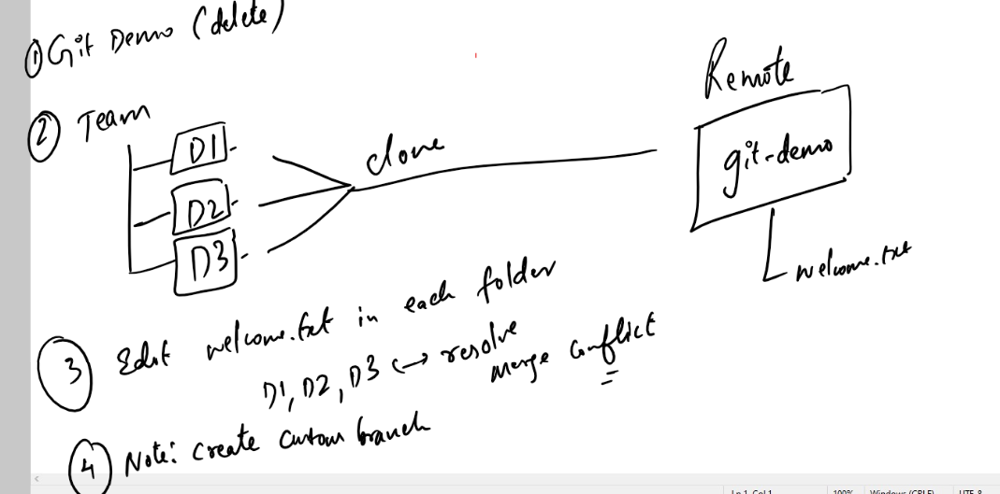 ① Git Demo (delete)
Remote
② Team
D1
clone
git-demo
D2
D3
welcome.txt
③ Edit welcome.txt in each folder
D1, D2, D3 ↔ resolve
merge Conflict
④ Note: Create Custom branch
Ln 1, Col 1 100% Windows (CRLF) UTF-8